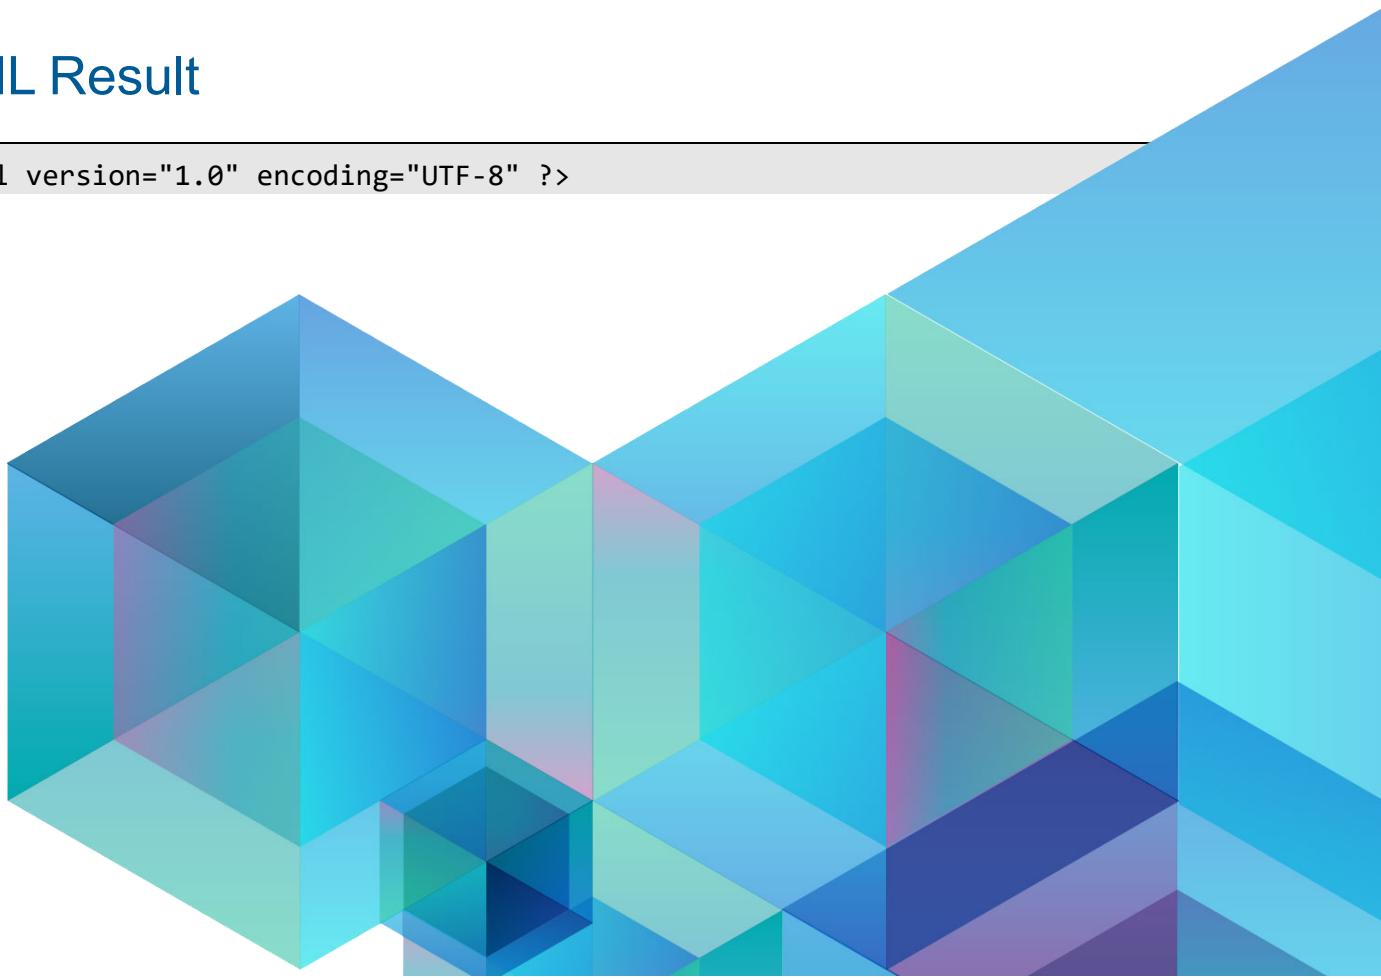 L Result
version="1.0" encoding="UTF-8" ?>